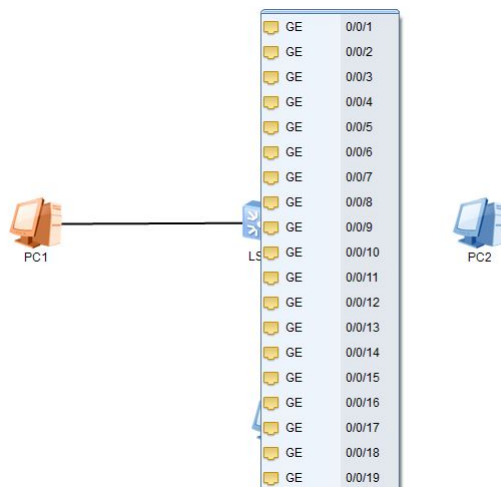 GE 0/0/1
GE 0/0/2
GE 0/0/3
GE 0/0/4
GE 0/0/5
GE 0/0/6
GE 0/0/7
GE 0/0/8
GE 0/0/9
PC1 LS GE 0/0/10 PC2
GE 0/0/11
GE 0/0/12
GE 0/0/13
GE 0/0/14
GE 0/0/15
GE 0/0/16
GE 0/0/17
GE 0/0/18
GE 0/0/19